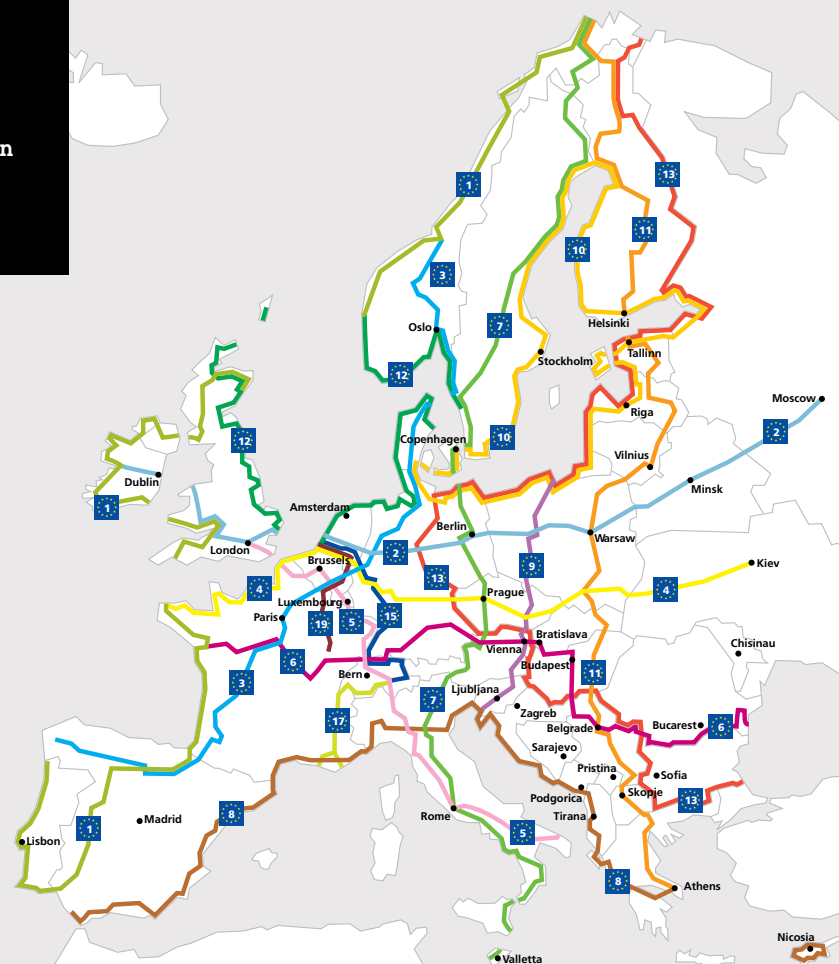 n
1
13
11
10
3
7
Oslo
Helsinki
Stockholm
Tallinn
12
Moscow
Riga
10
2
12
Copenhagen
Vilnius
Dublin
Minsk
1
Amsterdam
Berlin
London
2
Warsaw
Brussels
9
Kiev
13
4
4
Prague
Luxembourg
Paris
19
5
15
Bratislava
Chisinau
Vienna
6
Budapest
Bern
11
3
Ljubljana
7
Zagreb
17
Belgrade
Bucarest
6
Sarajevo
Pristina
Sofia
Podgorica
Skopje
13
8
Rome
Tirana
Madrid
1
Lisbon
5
8
Athens
Nicosia
Valletta